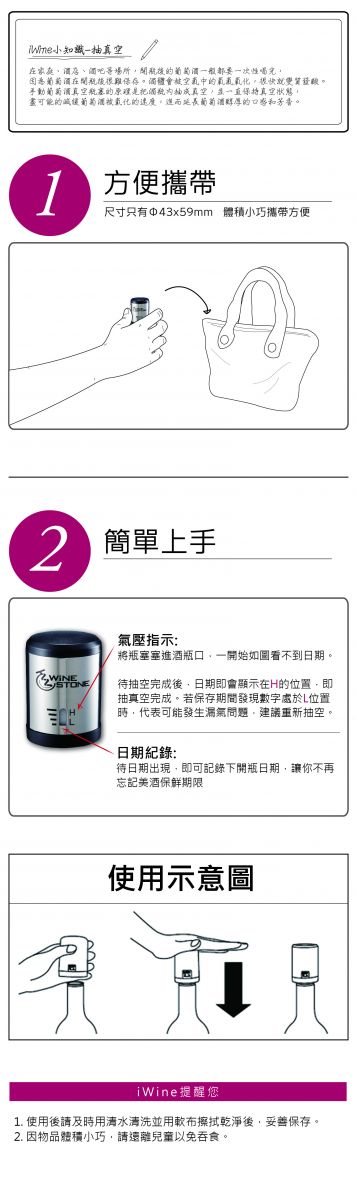 iWine小知識–抽真空
在家庭、酒店、酒吧等場所，開瓶後的葡萄酒一般都要一次性喝完，
因為葡萄酒在開瓶後很難保存。酒體會被空氣中的氧氣氧化，很快就變質發酸。
手動葡萄酒真空瓶塞的原理是把酒瓶內抽成真空，並一直保持真空狀態，
盡可能的減緩葡萄酒被氧化的速度，進而延長葡萄酒醇厚的口感和芳香。
1
方便攜帶
尺寸只有Φ43x59mm 體積小巧攜帶方便
2
簡單上手
氣壓指示:
將瓶塞塞進酒瓶口，一開始如圖看不到日期。
待抽空完成後，日期即會顯示在H的位置，即
抽真空完成。若保存期間發現數字處於L位置
時，代表可能發生漏氣問題，建議重新抽空。
WINE
STONE
H
L
日期紀錄:
待日期出現，即可記錄下開瓶日期，讓你不再
忘記美酒保鮮期限
使用示意圖
iWine提醒您
1. 使用後請及時用清水清洗並用軟布擦拭乾淨後，妥善保存。
2. 因物品體積小巧，請遠離兒童以免吞食。